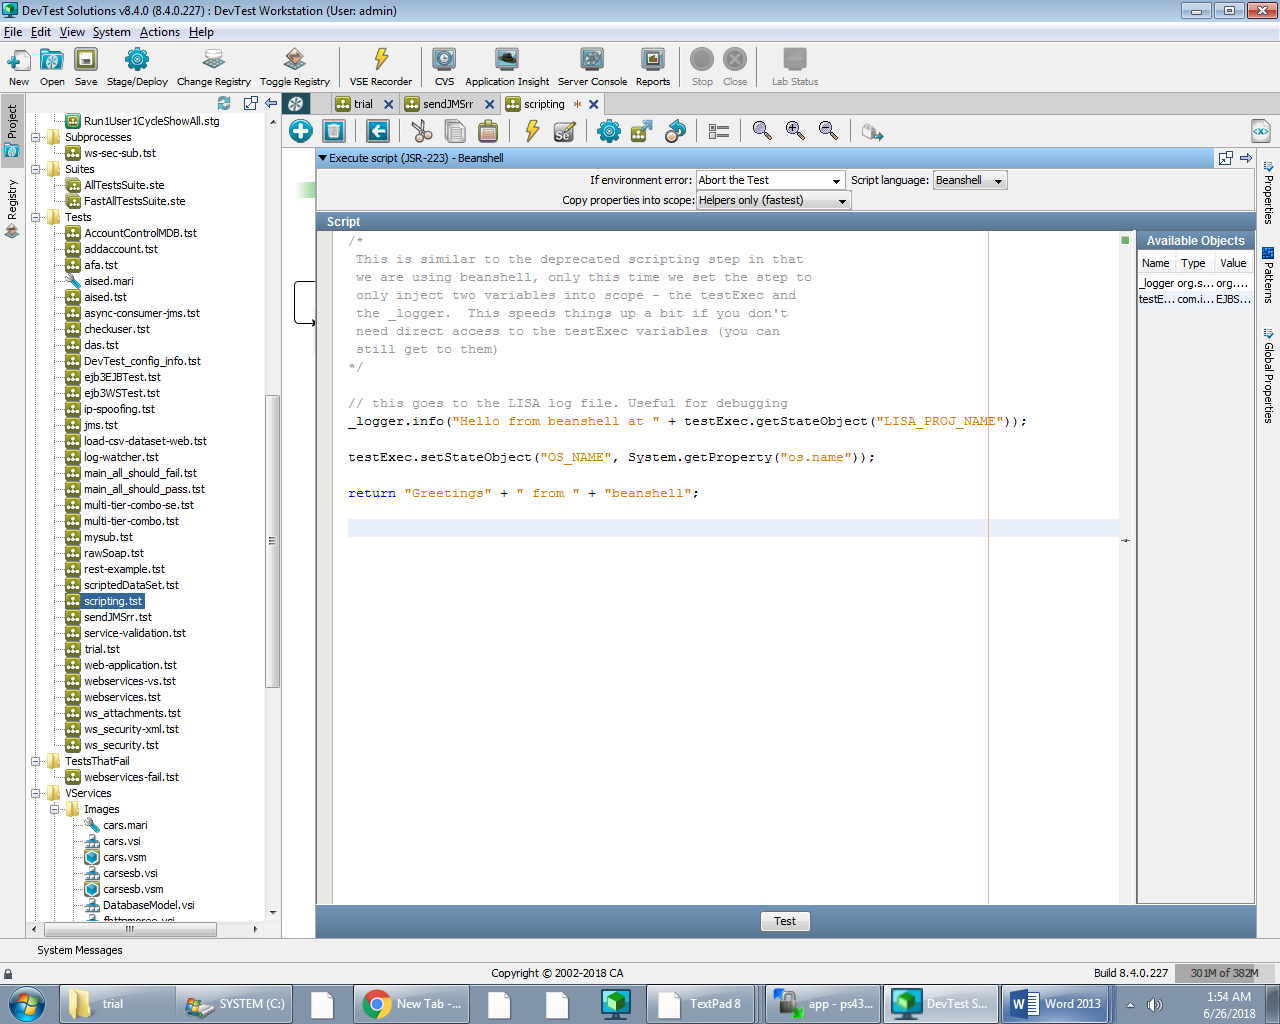 DevTest Solutions v8.4.0 (8.4.0.227) : DevTest Workstation (User: admin)
File Edit View System Actions Help
New Open Save Stage/Deploy Change Registry Toggle Registry VSE Recorder CVS Application Insight Server Console Reports Stop Close Lab Status
trial sendJMSrr scripting
Project
Registry
Run1User1CycleShowAll.stg
Subprocesses
ws-sec-sub.tst
Suites
AllTestsSuite.ste
FastAllTestsSuite.ste
Tests
AccountControlMDB.tst
addaccount.tst
afa.tst
aised.mari
aised.tst
async-consumer-jms.tst
checkuser.tst
das.tst
DevTest_config_info.tst
ejb3EJBTest.tst
ejb3WSTest.tst
ip-spoofing.tst
jms.tst
load-csv-dataset-web.tst
log-watcher.tst
main_all_should_fail.tst
main_all_should_pass.tst
multi-tier-combo-se.tst
multi-tier-combo.tst
mysub.tst
rawSoap.tst
rest-example.tst
scriptedDataSet.tst
scripting.tst
sendJMSrr.tst
service-validation.tst
trial.tst
web-application.tst
webservices-vs.tst
webservices.tst
ws_attachments.tst
ws_security-xml.tst
ws_security.tst
TestsThatFail
webservices-fail.tst
VServices
Images
cars.mari
cars.vsi
cars.vsm
carsesb.vsi
carsesb.vsm
DatabaseModel.vsi
Execute script (JSR-223) - Beanshell
If environment error: Abort the Test Script language: Beanshell
Copy properties into scope: Helpers only (fastest)
Script
/*
This is similar to the deprecated scripting step in that
we are using beanshell, only this time we set the step to
only inject two variables into scope - the testExec and
the _logger.  This speeds things up a bit if you don't
need direct access to the testExec variables (you can
still get to them)
*/
// this goes to the LISA log file. Useful for debugging
_logger.info("Hello from beanshell at " + testExec.getStateObject("LISA_PROJ_NAME"));
testExec.setStateObject("OS_NAME", System.getProperty("os.name"));
return "Greetings" + " from " + "beanshell";
Available Objects
Name Type Value
_logger org.s... org....
testE... com.i... EJBS...
Properties
Patterns
Global Properties
Test
System Messages
Copyright © 2002-2018 CA
Build 8.4.0.227 301M of 382M
trial SYSTEM (C:) New Tab -... TextPad 8 app - ps43... DevTest S... Word 2013
1:54 AM
6/26/2018